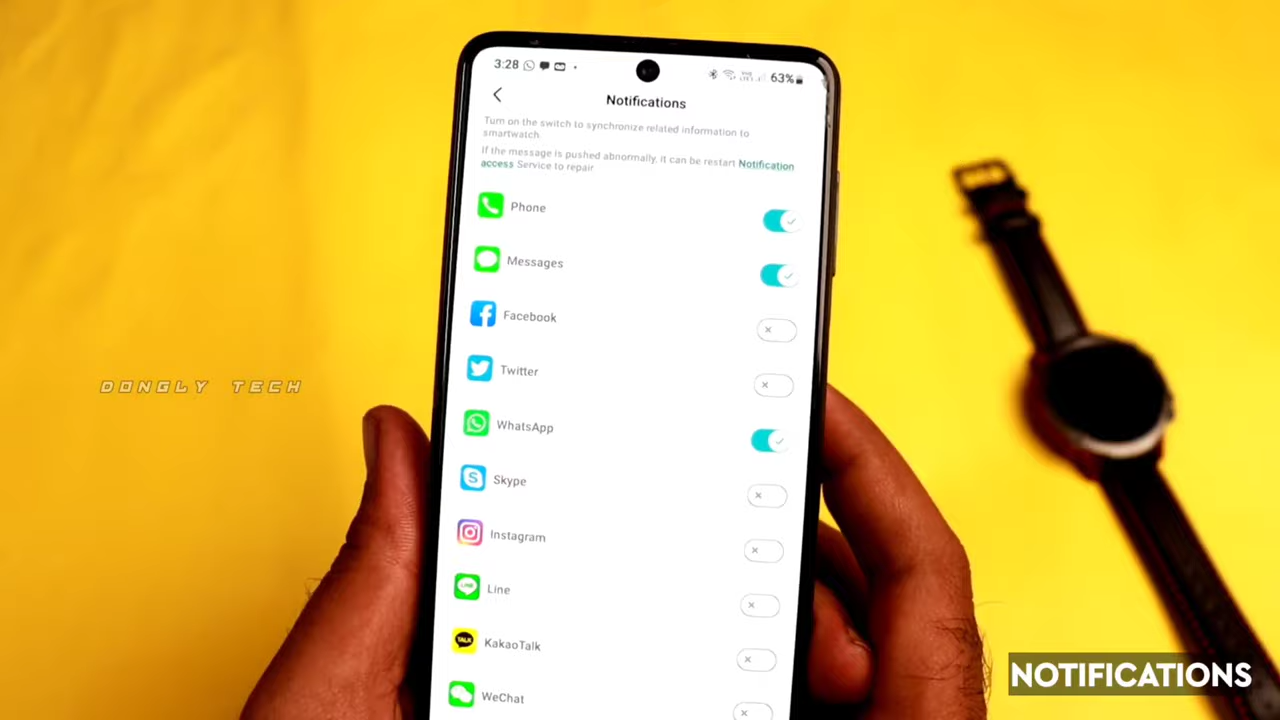 3:28
63%
Notifications
Turn on the switch to synchronize related information to
smartwatch.
If the message is pushed abnormally, it can be restart Notification
access Service to repair
Phone
Messages
Facebook
Twitter
WhatsApp
Skype
Instagram
Line
KakaoTalk
WeChat
DONGLY TECH
NOTIFICATIONS